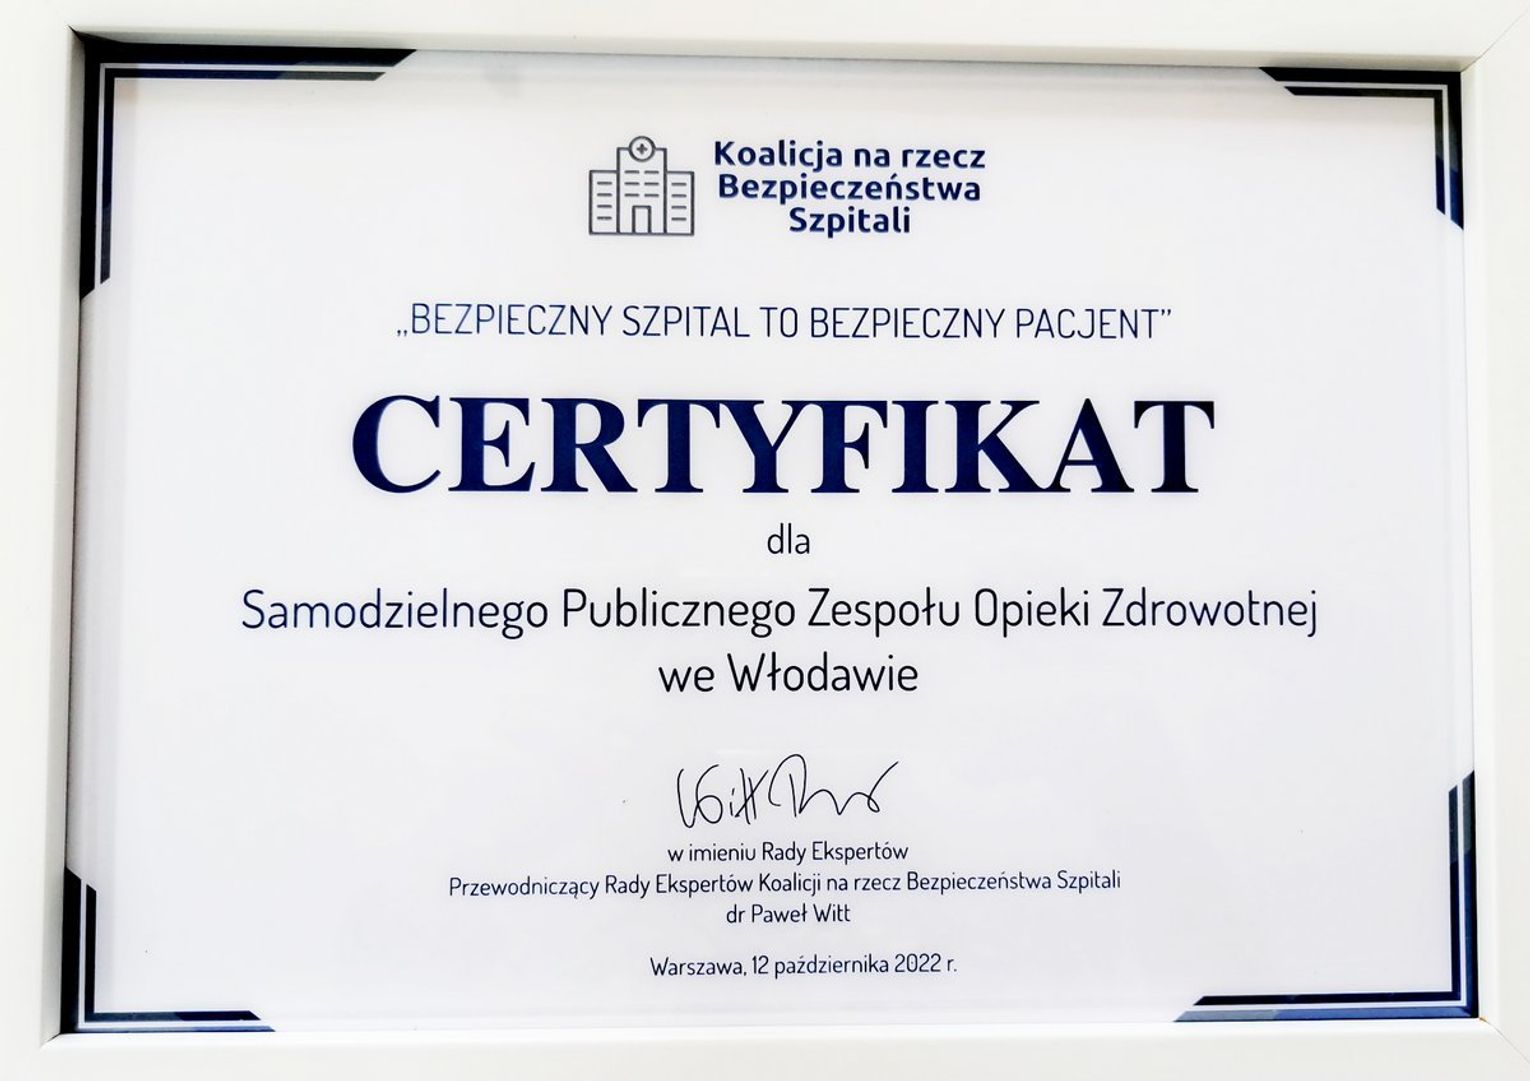 Koalicja na rzecz
Bezpieczeństwa
Szpitali
„BEZPIECZNY SZPITAL TO BEZPIECZNY PACJENT”
CERTYFIKAT
dla
Samodzielnego Publicznego Zespołu Opieki Zdrowotnej
we Włodawie
w imieniu Rady Ekspertów
Przewodniczący Rady Ekspertów Koalicji na rzecz Bezpieczeństwa Szpitali
dr Paweł Witt
Warszawa, 12 października 2022 r.